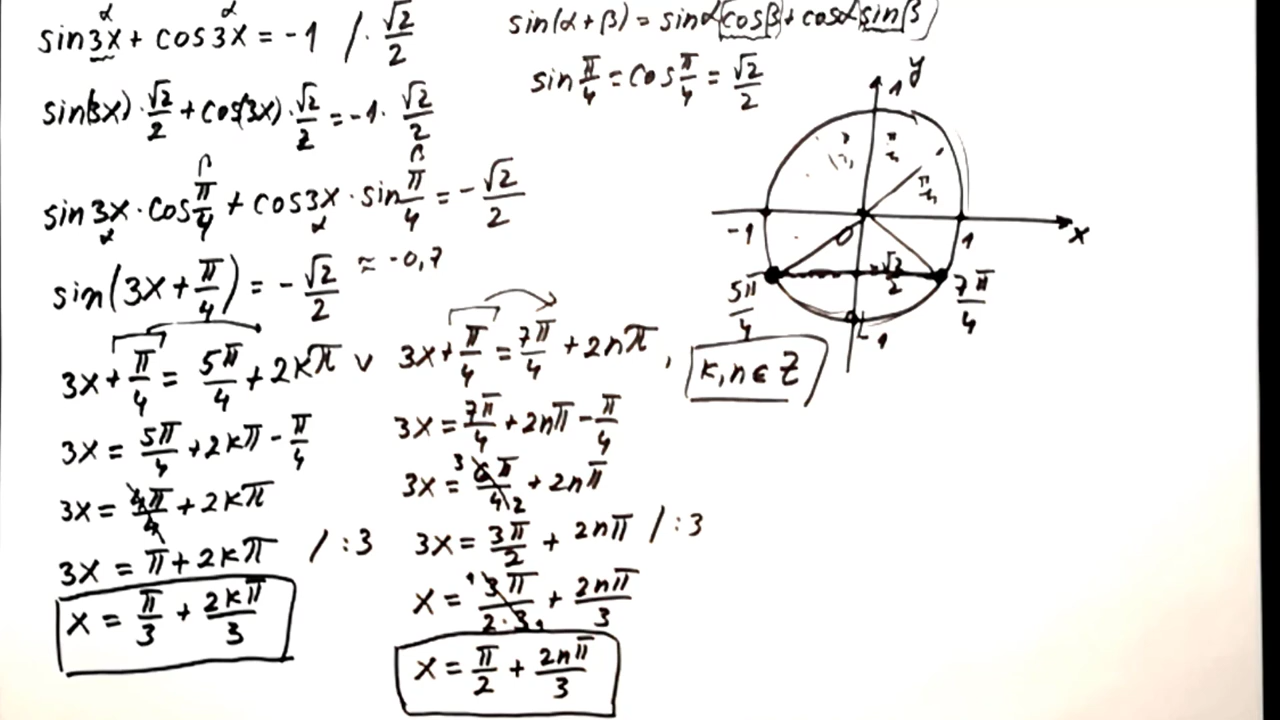 sin3x + cos3x = -1 / · √2/2
α α
sin(3x) · √2/2 + cos(3x) · √2/2 = -1 · √2/2
β β
sin3x · cos π/4 + cos3x · sin π/4 = - √2/2
α α
sin(3x + π/4) = - √2/2 ≈ -0,7
3x + π/4 = 5π/4 + 2kπ ∨ 3x + π/4 = 7π/4 + 2nπ, k, n ∈ Z
3x = 5π/4 + 2kπ - π/4
3x = 4π/4 + 2kπ
3x = π + 2kπ / :3
x = π/3 + 2kπ/3
3x = 7π/4 + 2nπ - π/4
3x = 3 6π/4 2 + 2nπ
3x = 3π/2 + 2nπ / :3
x = 1 3π/2·3 1 + 2nπ/3
x = π/2 + 2nπ/3
sin(α + β) = sinα cosβ + cosα sinβ
sin π/4 = cos π/4 = √2/2
1 y
-1 0 1 x
5π/4 -√2/2 7π/4
-1